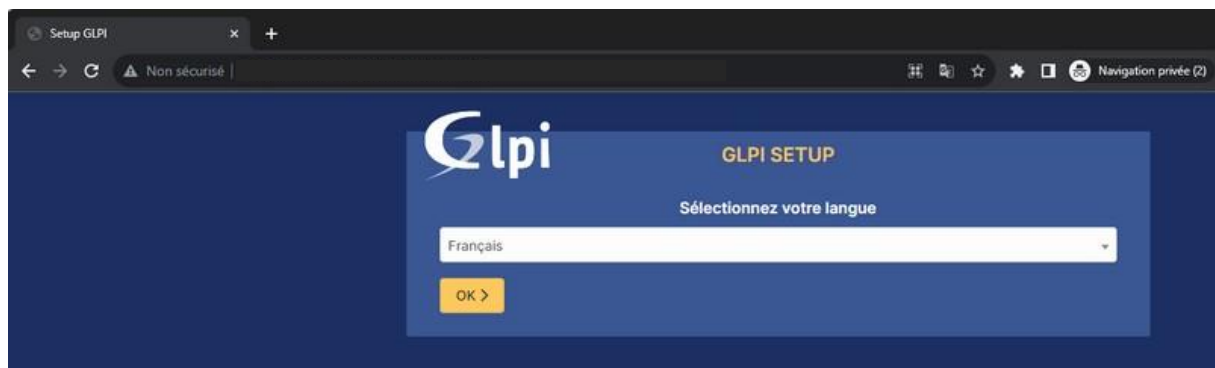 Setup GLPI
Non sécurisé
Navigation privée (2)
Glpi
GLPI SETUP
Sélectionnez votre langue
Français
OK